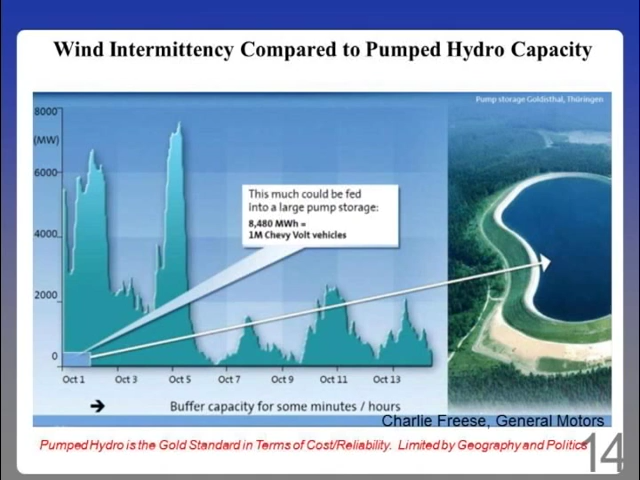 Wind Intermittency Compared to Pumped Hydro Capacity
Pump storage Goldisthal, Thüringen
8000
(MW)
6000
4000
2000
0
This much could be fed
into a large pump storage:
8,480 MWh =
1M Chevy Volt vehicles
Oct 1 Oct 3 Oct 5 Oct 7 Oct 9 Oct 11 Oct 13
Buffer capacity for some minutes / hours
Charlie Freese, General Motors
Pumped Hydro is the Gold Standard in Terms of Cost/Reliability. Limited by Geography and Politics
14